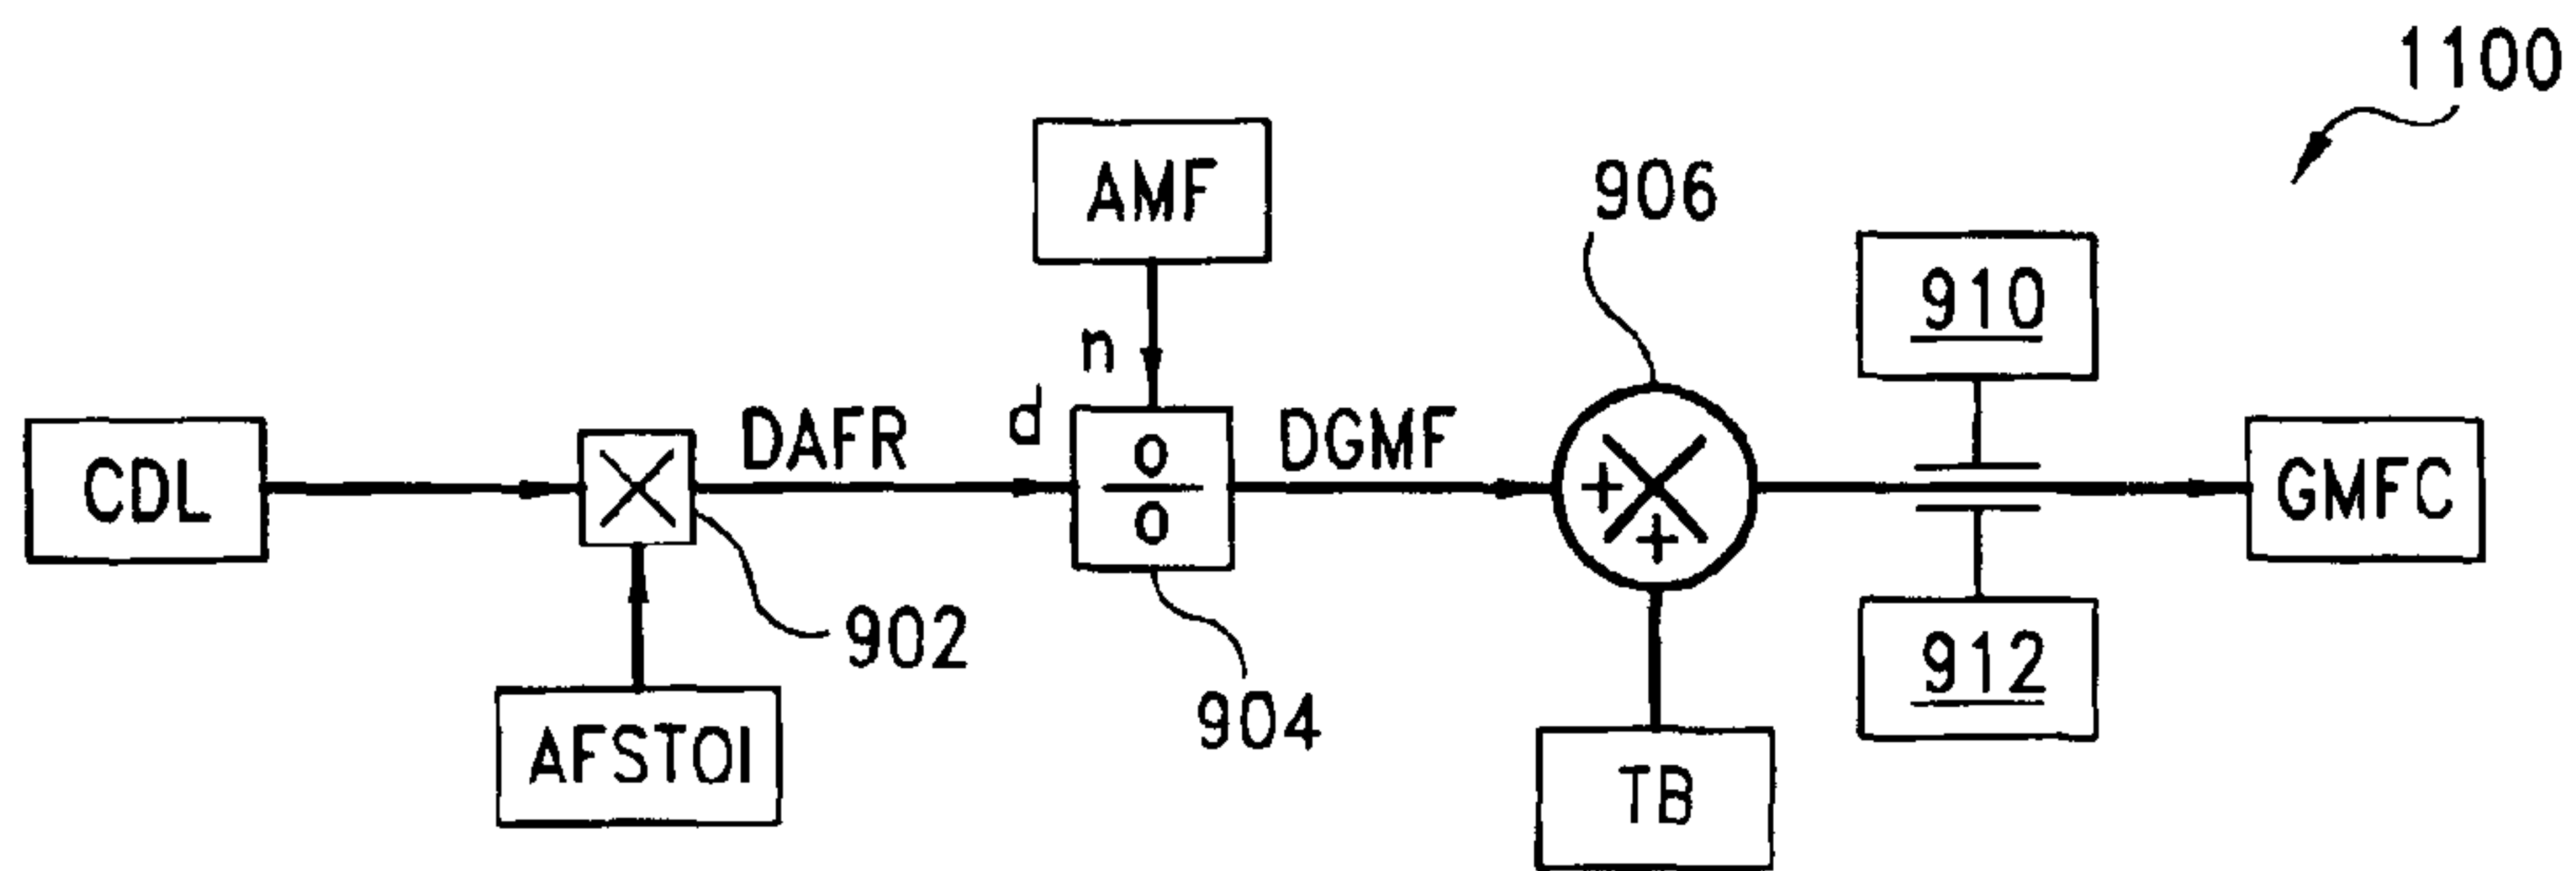 1100
AMF
906
910
n
d
CDL
DAFR
DGMF
+
+
GMFC
902
904
912
AFSTOI
TB